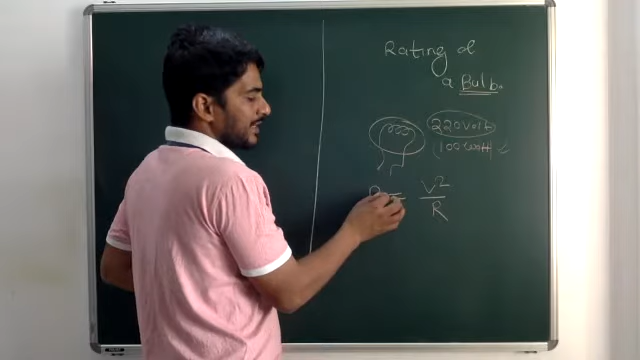 Rating of
a Bulb.
220 Volt
(100 watt)
P = V²/R